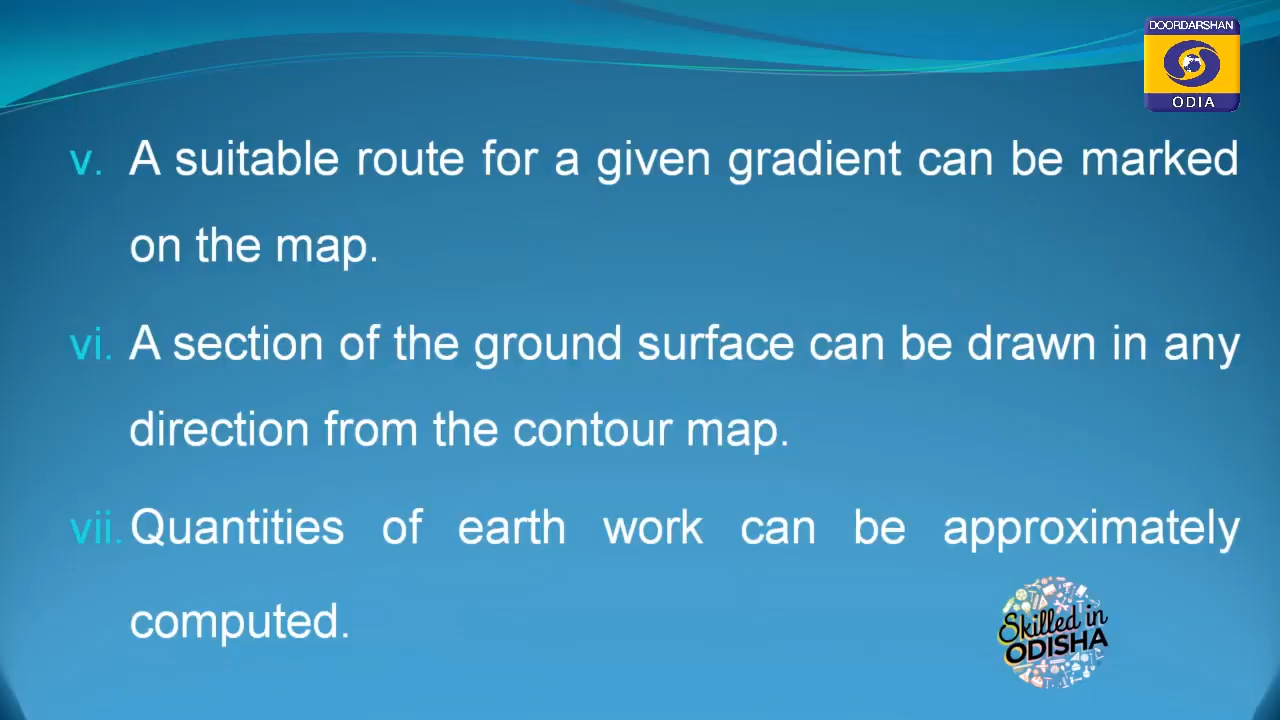 DOORDARSHAN
ODIA
v. A suitable route for a given gradient can be marked
on the map.
vi. A section of the ground surface can be drawn in any
direction from the contour map.
vii. Quantities of earth work can be approximately
computed.
Skilled in
ODISHA